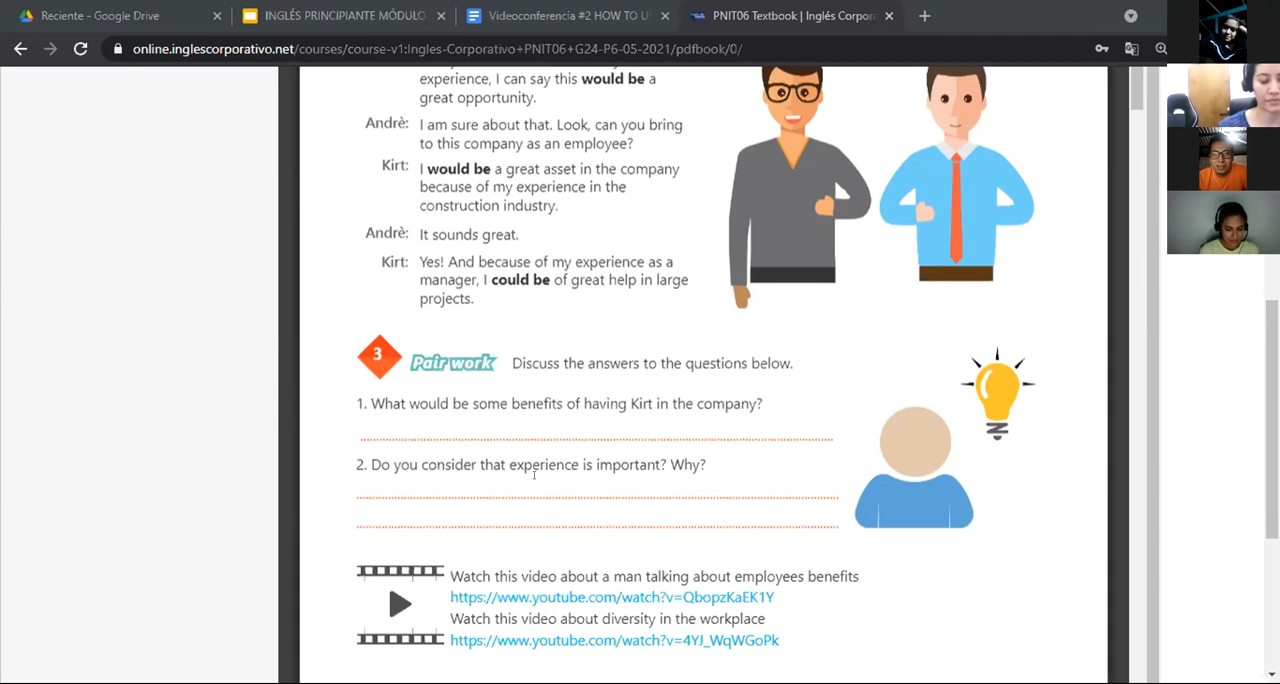 Reciente - Google Drive
INGLÉS PRINCIPIANTE MÓDULO
Videoconferencia #2 HOW TO US
PNIT06 Textbook | Inglés Corpora
online.inglescorporativo.net/courses/course-v1:Ingles-Corporativo+PNIT06+G24-P6-05-2021/pdfbook/0/
experience, I can say this would be a
great opportunity.
Andrè: I am sure about that. Look, can you bring
to this company as an employee?
Kirt: I would be a great asset in the company
because of my experience in the
construction industry.
Andrè: It sounds great.
Kirt: Yes! And because of my experience as a
manager, I could be of great help in large
projects.
3 Pair work Discuss the answers to the questions below.
1. What would be some benefits of having Kirt in the company?
2. Do you consider that experience is important? Why?
Watch this video about a man talking about employees benefits
https://www.youtube.com/watch?v=QbopzKaEK1Y
Watch this video about diversity in the workplace
https://www.youtube.com/watch?v=4YJ_WqWGoPk